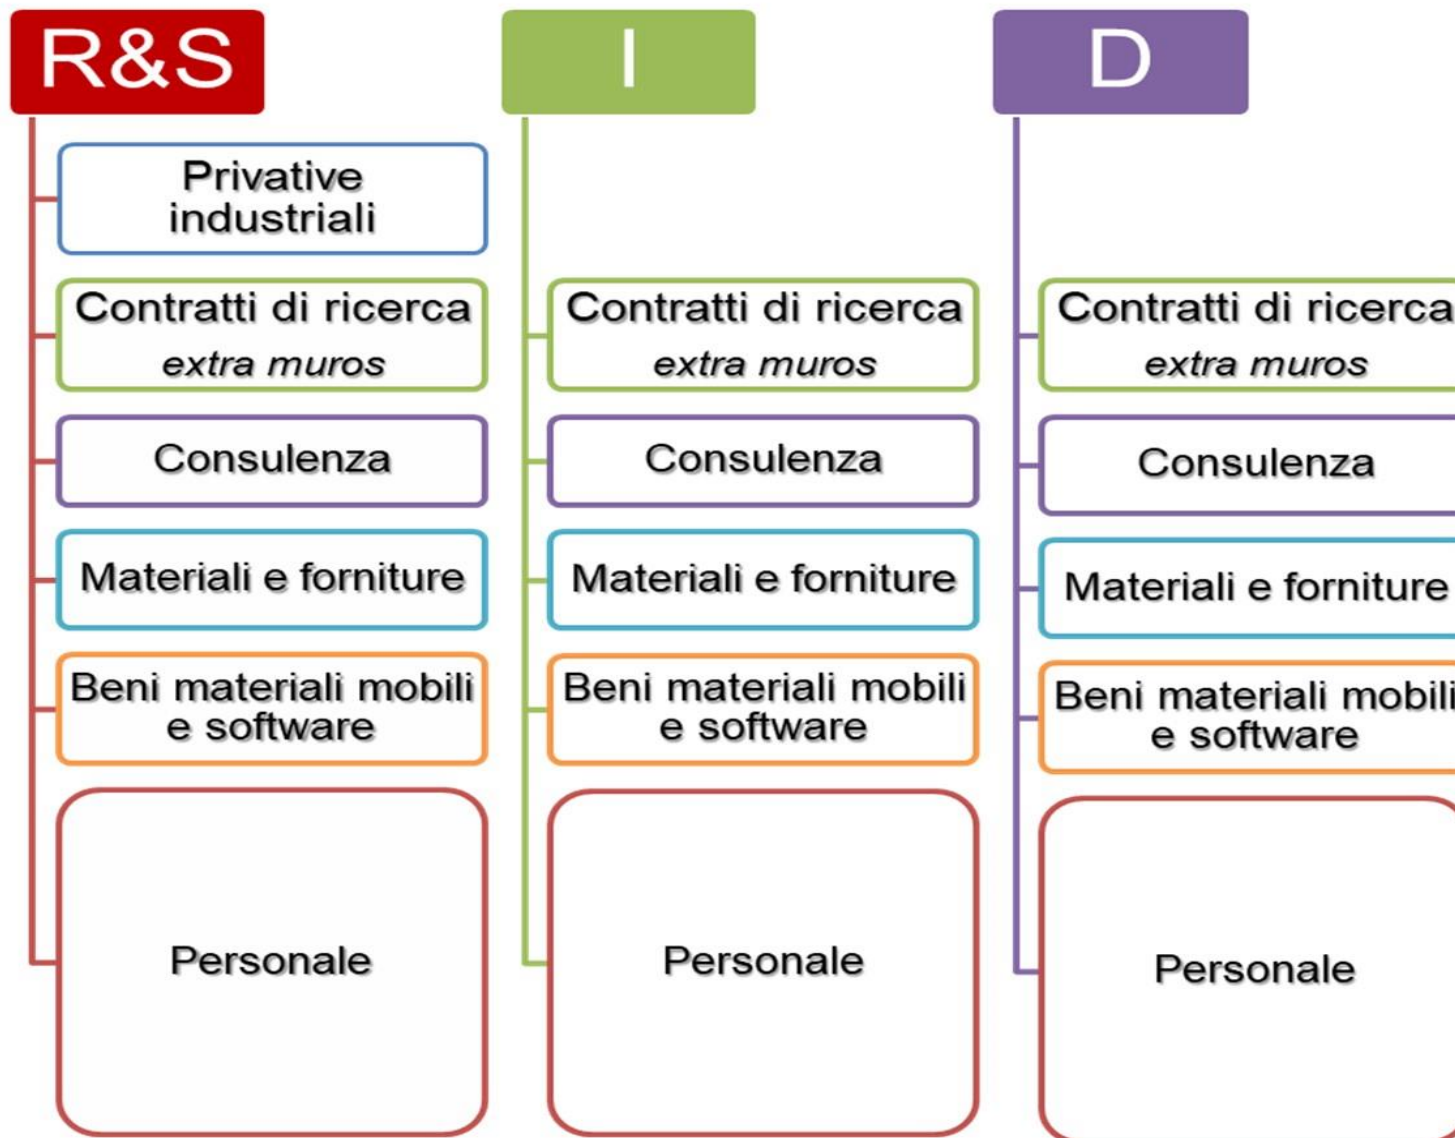 R&S
Privative
industriali
Contratti di ricerca
extra muros
Consulenza
Materiali e forniture
Beni materiali mobili
e software
Personale
I
Contratti di ricerca
extra muros
Consulenza
Materiali e forniture
Beni materiali mobili
e software
Personale
D
Contratti di ricerca
extra muros
Consulenza
Materiali e forniture
Beni materiali mobili
e software
Personale